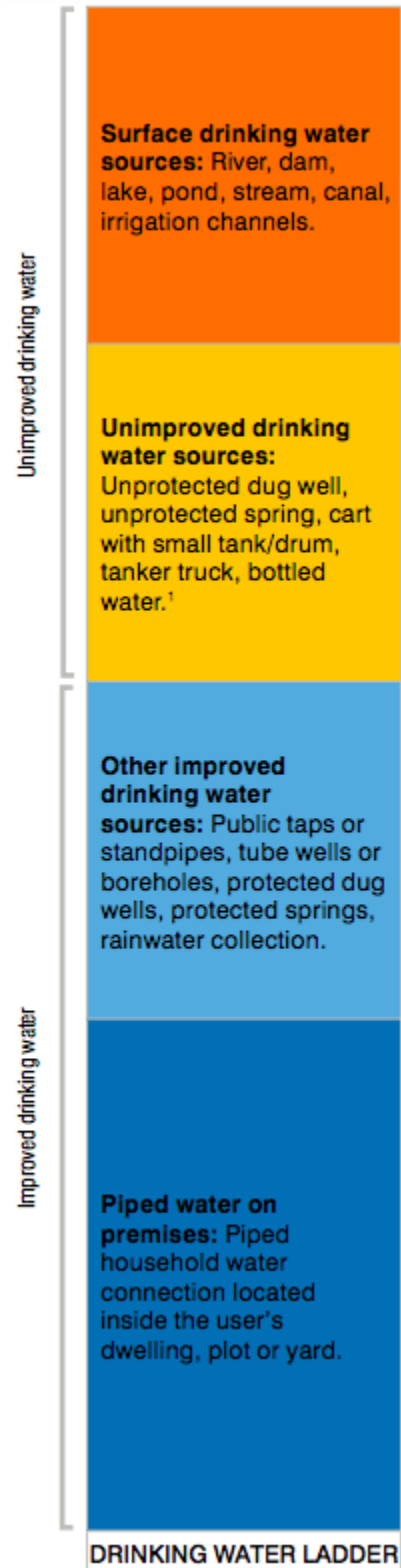 Unimproved drinking water
Surface drinking water
sources: River, dam,
lake, pond, stream, canal,
irrigation channels.
Unimproved drinking
water sources:
Unprotected dug well,
unprotected spring, cart
with small tank/drum,
tanker truck, bottled
water.¹
Improved drinking water
Other improved
drinking water
sources: Public taps or
standpipes, tube wells or
boreholes, protected dug
wells, protected springs,
rainwater collection.
Piped water on
premises: Piped
household water
connection located
inside the user's
dwelling, plot or yard.
DRINKING WATER LADDER